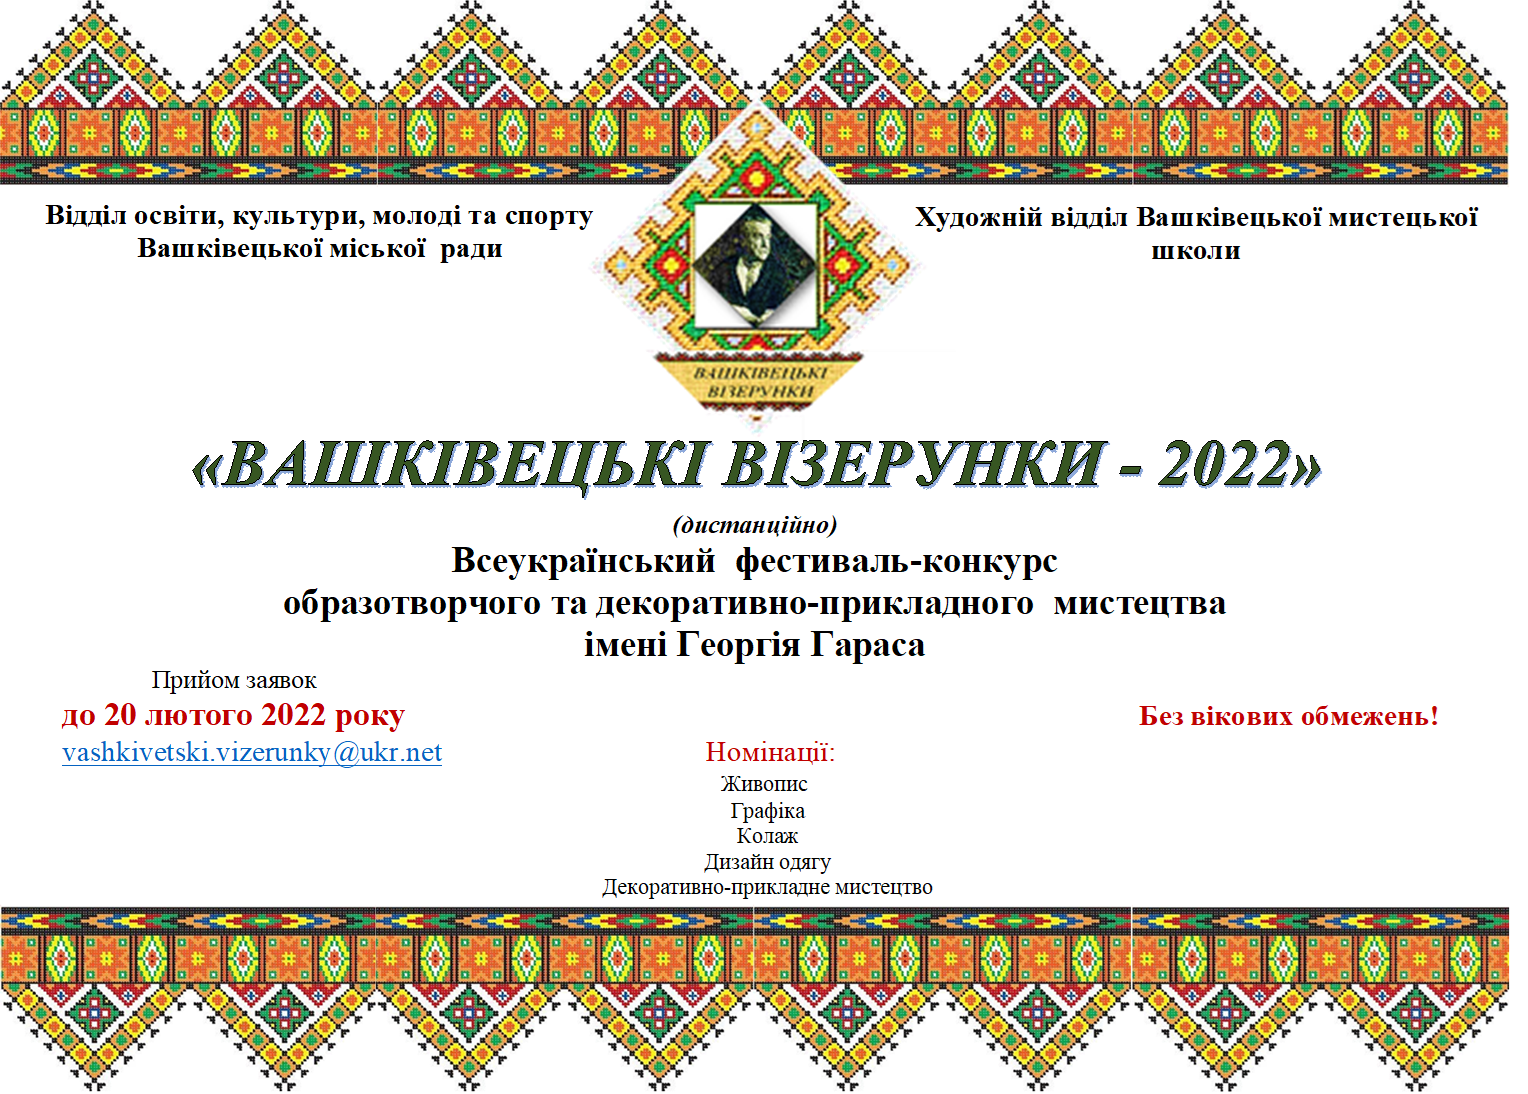 Відділ освіти, культури, молоді та спорту
Вашківецької міської ради
Художній відділ Вашківецької мистецької
школи
ВАШКІВЕЦЬКІ
ВІЗЕРУНКИ
«ВАШКІВЕЦЬКІ ВІЗЕРУНКИ - 2022»
(дистанційно)
Всеукраїнський фестиваль-конкурс
образотворчого та декоративно-прикладного мистецтва
імені Георгія Гараса
Прийом заявок
до 20 лютого 2022 року
vashkivetski.vizerunky@ukr.net
Без вікових обмежень!
Номінації:
Живопис
Графіка
Колаж
Дизайн одягу
Декоративно-прикладне мистецтво